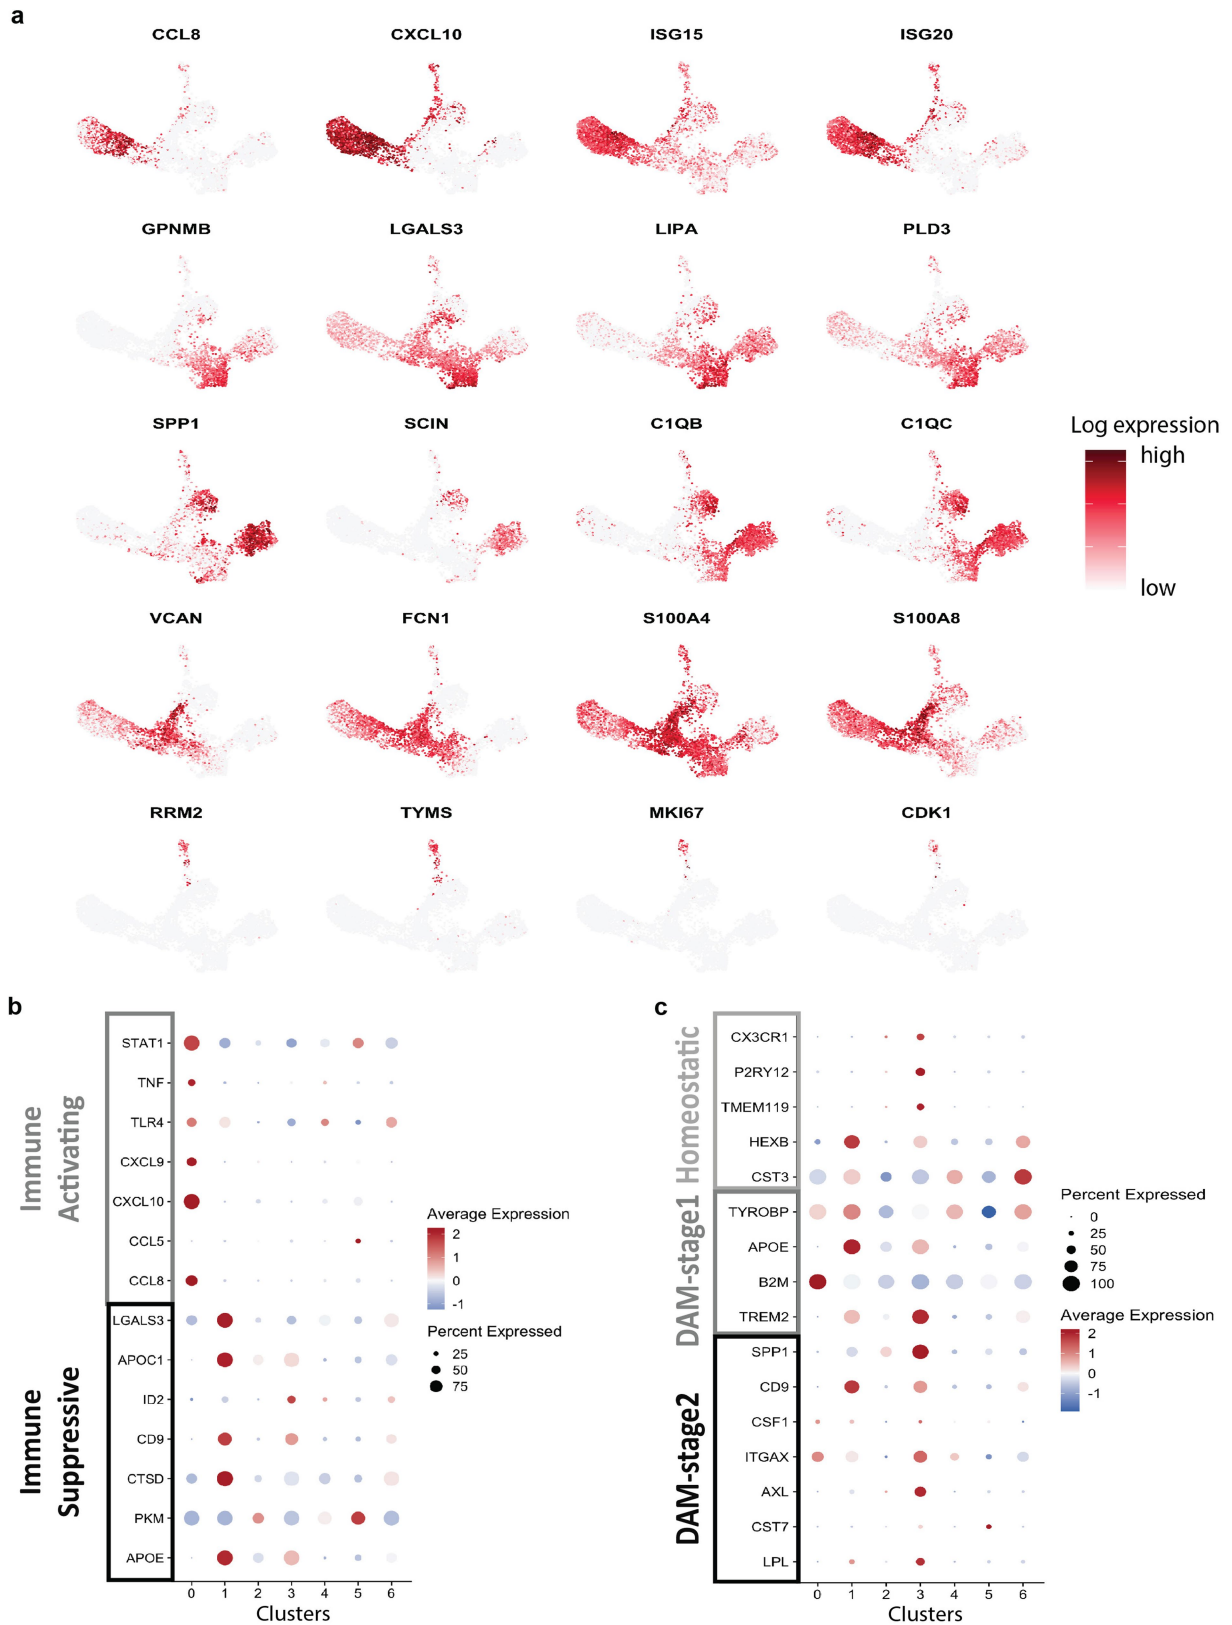 a
CCL8 CXCL10 ISG15 ISG20
GPNMB LGALS3 LIPA PLD3
SPP1 SCIN C1QB C1QC
Log expression
high
low
VCAN FCN1 S100A4 S100A8
RRM2 TYMS MKI67 CDK1
b
Immune
Activating
Immune
Suppressive
STAT1
TNF
TLR4
CXCL9
CXCL10
CCL5
CCL8
LGALS3
APOC1
ID2
CD9
CTSD
PKM
APOE
0 1 2 3 4 5 6
Clusters
Average Expression
2
1
0
-1
Percent Expressed
25
50
75
c
Homeostatic
DAM-stage1
DAM-stage2
CX3CR1
P2RY12
TMEM119
HEXB
CST3
TYROBP
APOE
B2M
TREM2
SPP1
CD9
CSF1
ITGAX
AXL
CST7
LPL
0 1 2 3 4 5 6
Clusters
Percent Expressed
0
25
50
75
100
Average Expression
2
1
0
-1